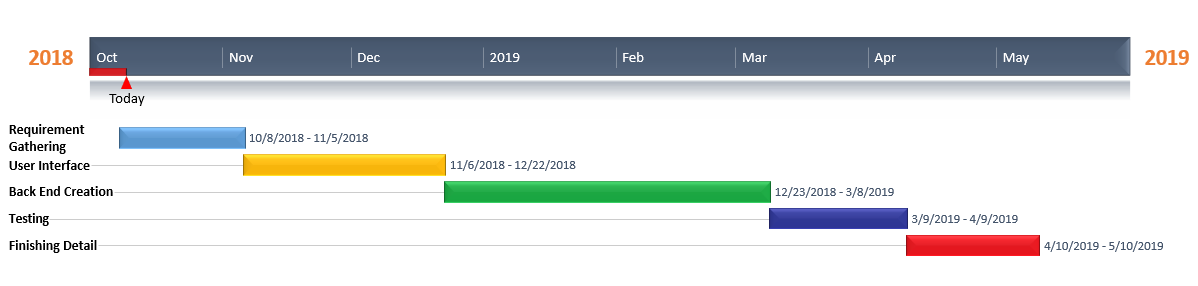 2018
Oct Nov Dec 2019 Feb Mar Apr May
2019
Today
Requirement
Gathering
10/8/2018 - 11/5/2018
User Interface
11/6/2018 - 12/22/2018
Back End Creation
12/23/2018 - 3/8/2019
Testing
3/9/2019 - 4/9/2019
Finishing Detail
4/10/2019 - 5/10/2019